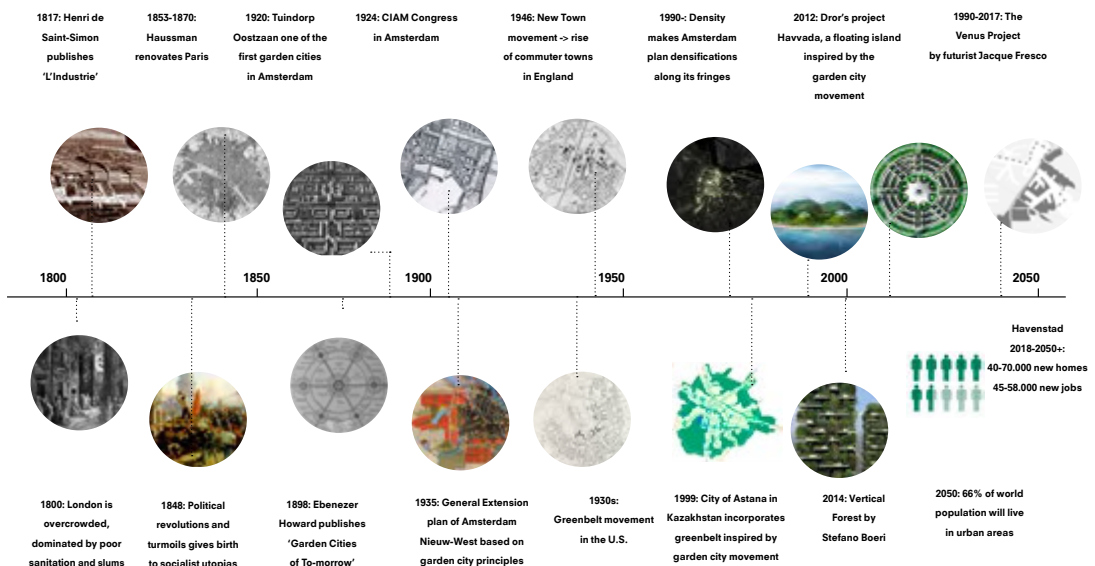 1817: Henri de
Saint-Simon
publishes
'L'Industrie'
1853-1870:
Haussman
renovates Paris
1920: Tuindorp
Oostzaan one of the
first garden cities
in Amsterdam
1924: CIAM Congress
in Amsterdam
1946: New Town
movement -> rise
of commuter towns
in England
1990-: Density
makes Amsterdam
plan densifications
along its fringes
2012: Dror's project
Havvada, a floating island
inspired by the
garden city
movement
1990-2017: The
Venus Project
by futurist Jacque Fresco
1800
1850
1900
1950
2000
2050
Havenstad
2018-2050+:
40-70.000 new homes
45-58.000 new jobs
1800: London is
overcrowded,
dominated by poor
sanitation and slums
1848: Political
revolutions and
turmoils gives birth
to socialist utopias
1898: Ebenezer
Howard publishes
'Garden Cities
of To-morrow'
1935: General Extension
plan of Amsterdam
Nieuw-West based on
garden city principles
1930s:
Greenbelt movement
in the U.S.
1999: City of Astana in
Kazakhstan incorporates
greenbelt inspired by
garden city movement
2014: Vertical
Forest by
Stefano Boeri
2050: 66% of world
population will live
in urban areas